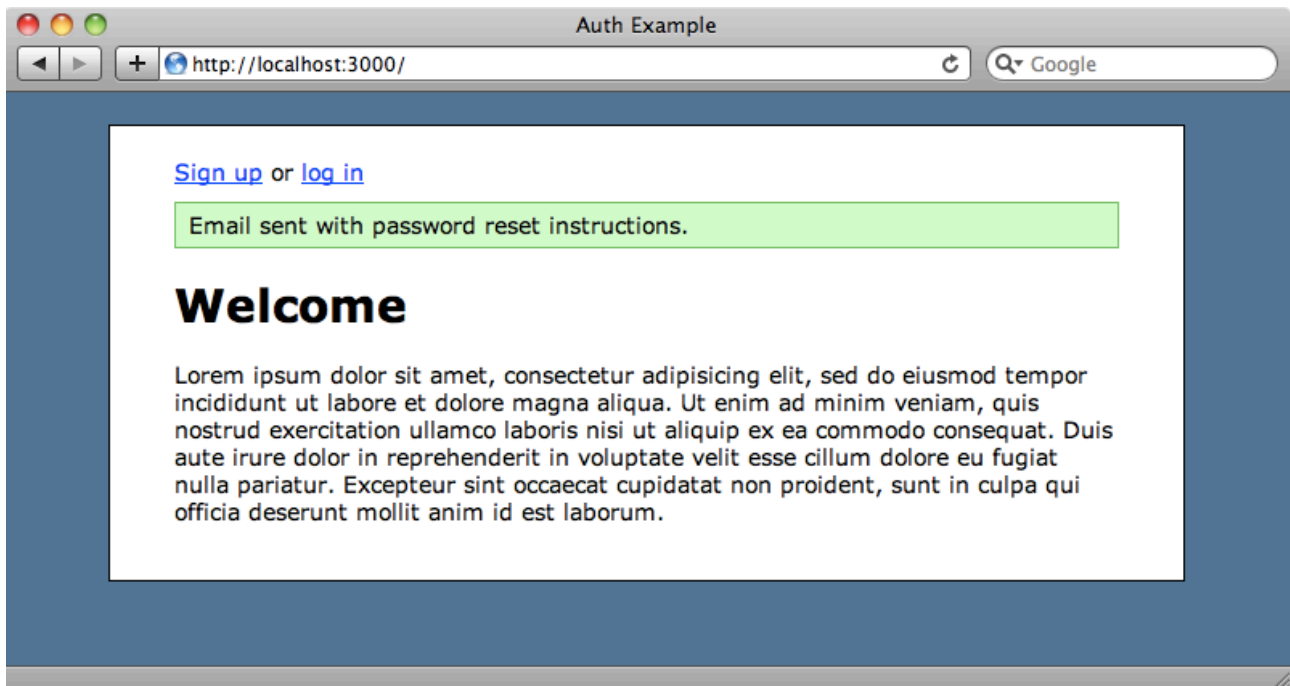 Auth Example
http://localhost:3000/
Google
Sign up or log in
Email sent with password reset instructions.
Welcome
Lorem ipsum dolor sit amet, consectetur adipisicing elit, sed do eiusmod tempor
incididunt ut labore et dolore magna aliqua. Ut enim ad minim veniam, quis
nostrud exercitation ullamco laboris nisi ut aliquip ex ea commodo consequat. Duis
aute irure dolor in reprehenderit in voluptate velit esse cillum dolore eu fugiat
nulla pariatur. Excepteur sint occaecat cupidatat non proident, sunt in culpa qui
officia deserunt mollit anim id est laborum.